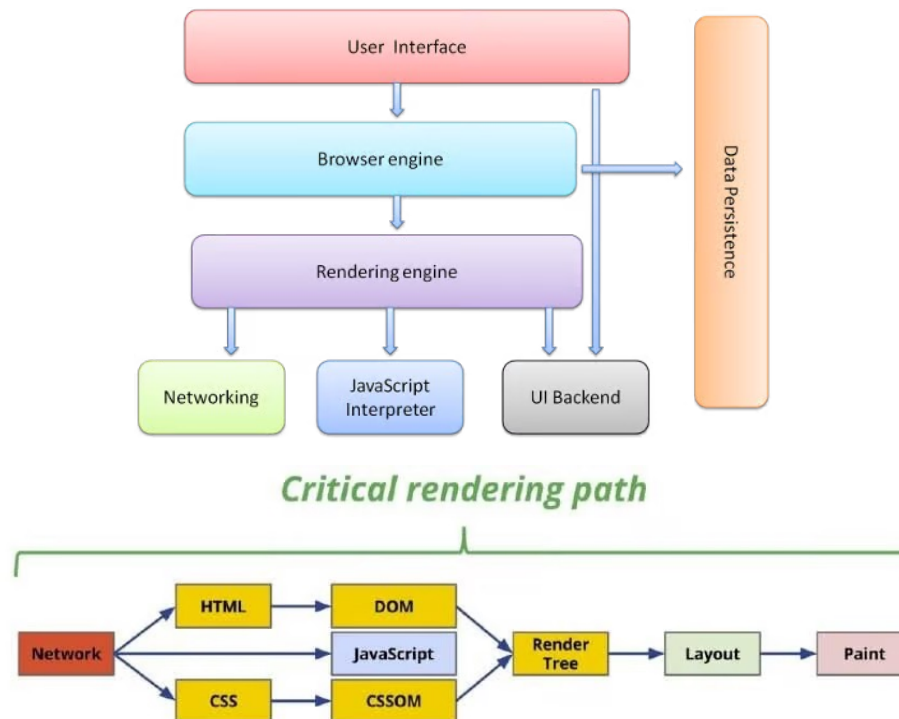 User Interface
Browser engine
Data Persistence
Rendering engine
Networking
JavaScript
Interpreter
UI Backend
Critical rendering path
HTML
DOM
Network
JavaScript
Render
Tree
Layout
Paint
CSS
CSSOM